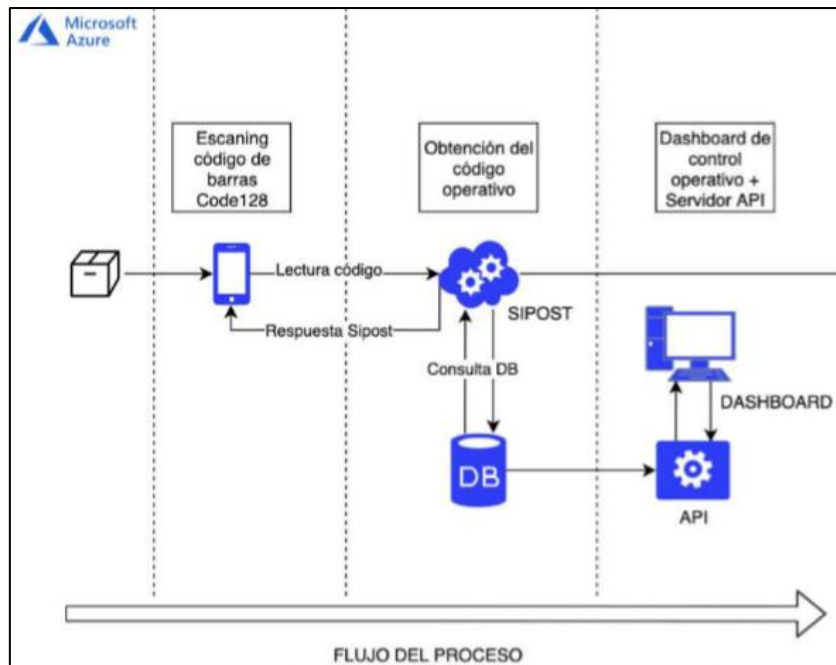 Microsoft
Azure
Escaning
código de
barras
Code128
Obtención del
código
operativo
Dashboard de
control
operativo +
Servidor API
Lectura código
SIPOST
Respuesta Sipost
Consulta DB
DASHBOARD
DB
API
FLUJO DEL PROCESO